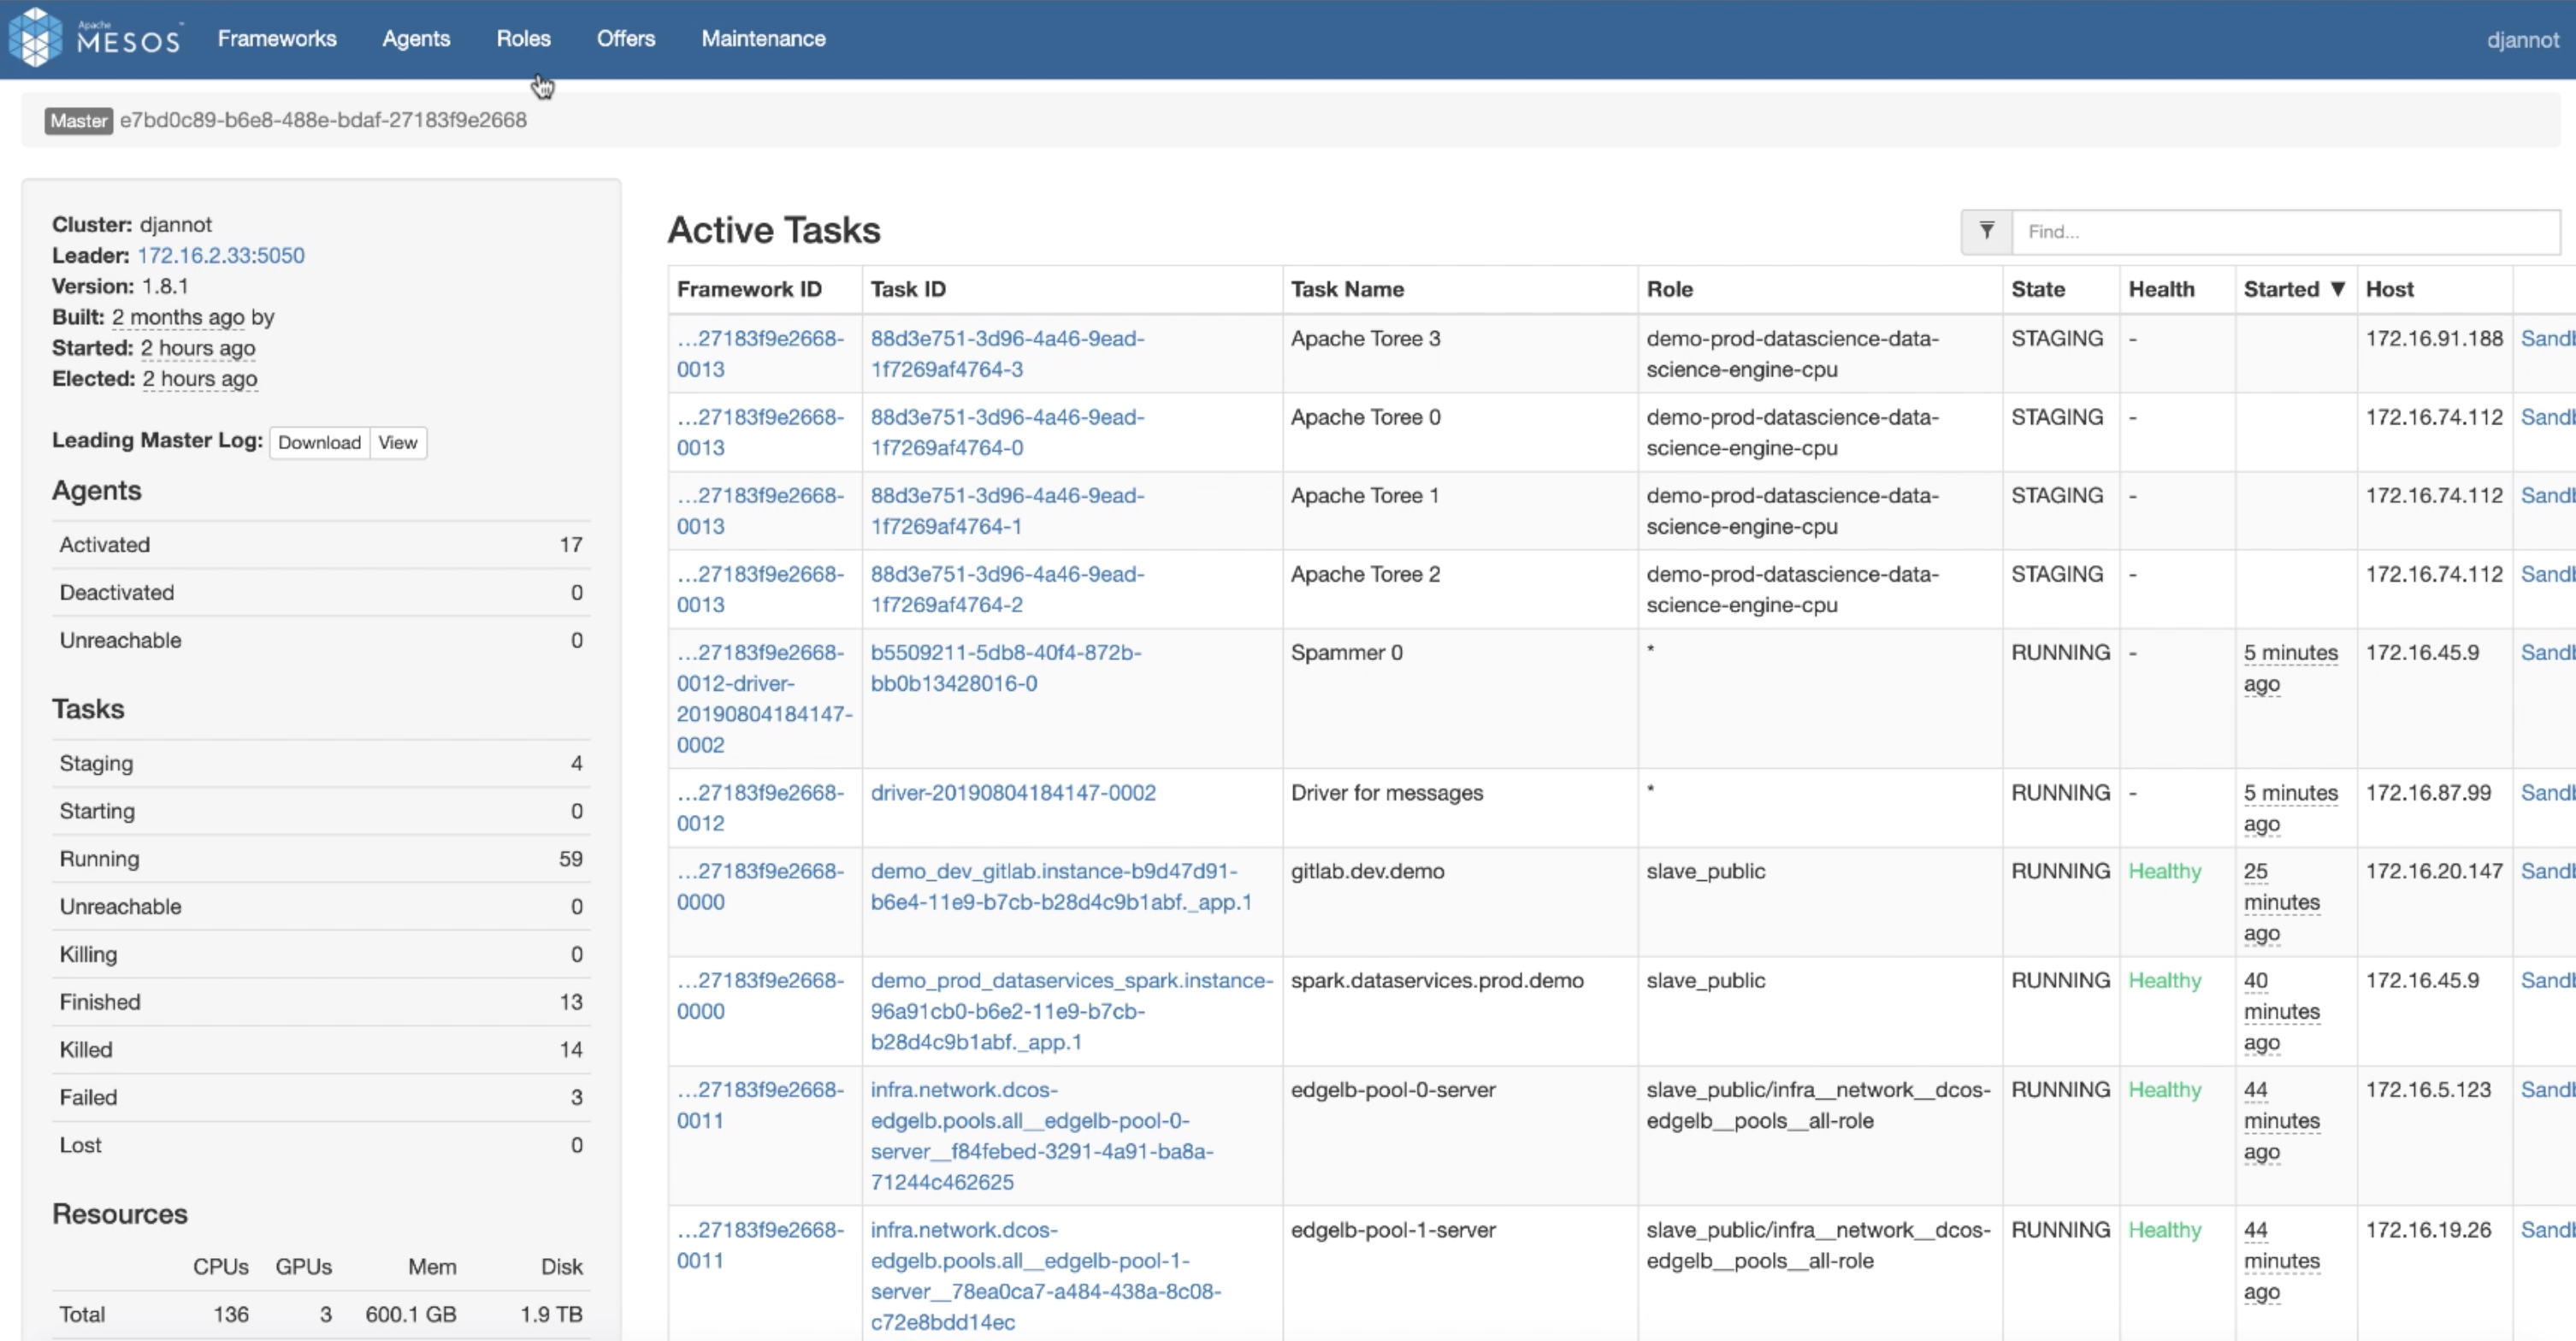 Apache
MESOS™ Frameworks Agents Roles Offers Maintenance djannot
Master e7bd0c89-b6e8-488e-bdaf-27183f9e2668
Cluster: djannot
Leader: 172.16.2.33:5050
Version: 1.8.1
Built: 2 months ago by
Started: 2 hours ago
Elected: 2 hours ago
Leading Master Log: Download View
Agents
Activated 17
Deactivated 0
Unreachable 0
Tasks
Staging 4
Starting 0
Running 59
Unreachable 0
Killing 0
Finished 13
Killed 14
Failed 3
Lost 0
Resources
CPUs GPUs Mem Disk
Total 136 3 600.1 GB 1.9 TB
Active Tasks
Find...
Framework ID Task ID Task Name Role State Health Started ▼ Host
…27183f9e2668- 88d3e751-3d96-4a46-9ead- Apache Toree 3 demo-prod-datascience-data- STAGING - 172.16.91.188 Sandb
0013 1f7269af4764-3 science-engine-cpu
…27183f9e2668- 88d3e751-3d96-4a46-9ead- Apache Toree 0 demo-prod-datascience-data- STAGING - 172.16.74.112 Sandb
0013 1f7269af4764-0 science-engine-cpu
…27183f9e2668- 88d3e751-3d96-4a46-9ead- Apache Toree 1 demo-prod-datascience-data- STAGING - 172.16.74.112 Sandb
0013 1f7269af4764-1 science-engine-cpu
…27183f9e2668- 88d3e751-3d96-4a46-9ead- Apache Toree 2 demo-prod-datascience-data- STAGING - 172.16.74.112 Sandb
0013 1f7269af4764-2 science-engine-cpu
…27183f9e2668- b5509211-5db8-40f4-872b- Spammer 0 * RUNNING - 5 minutes 172.16.45.9 Sandb
0012-driver- bb0b13428016-0 ago
20190804184147-
0002
…27183f9e2668- driver-20190804184147-0002 Driver for messages * RUNNING - 5 minutes 172.16.87.99 Sandb
0012 ago
…27183f9e2668- demo_dev_gitlab.instance-b9d47d91- gitlab.dev.demo slave_public RUNNING Healthy 25 172.16.20.147 Sandb
0000 b6e4-11e9-b7cb-b28d4c9b1abf._app.1 minutes
ago
…27183f9e2668- demo_prod_dataservices_spark.instance- spark.dataservices.prod.demo slave_public RUNNING Healthy 40 172.16.45.9 Sandb
0000 96a91cb0-b6e2-11e9-b7cb- minutes
b28d4c9b1abf._app.1 ago
…27183f9e2668- infra.network.dcos- edgelb-pool-0-server slave_public/infra__network__dcos- RUNNING Healthy 44 172.16.5.123 Sandb
0011 edgelb.pools.all__edgelb-pool-0- edgelb__pools__all-role minutes
server__f84febed-3291-4a91-ba8a- ago
71244c462625
…27183f9e2668- infra.network.dcos- edgelb-pool-1-server slave_public/infra__network__dcos- RUNNING Healthy 44 172.16.19.26 Sandb
0011 edgelb.pools.all__edgelb-pool-1- edgelb__pools__all-role minutes
server__78ea0ca7-a484-438a-8c08- ago
c72e8bdd14ec